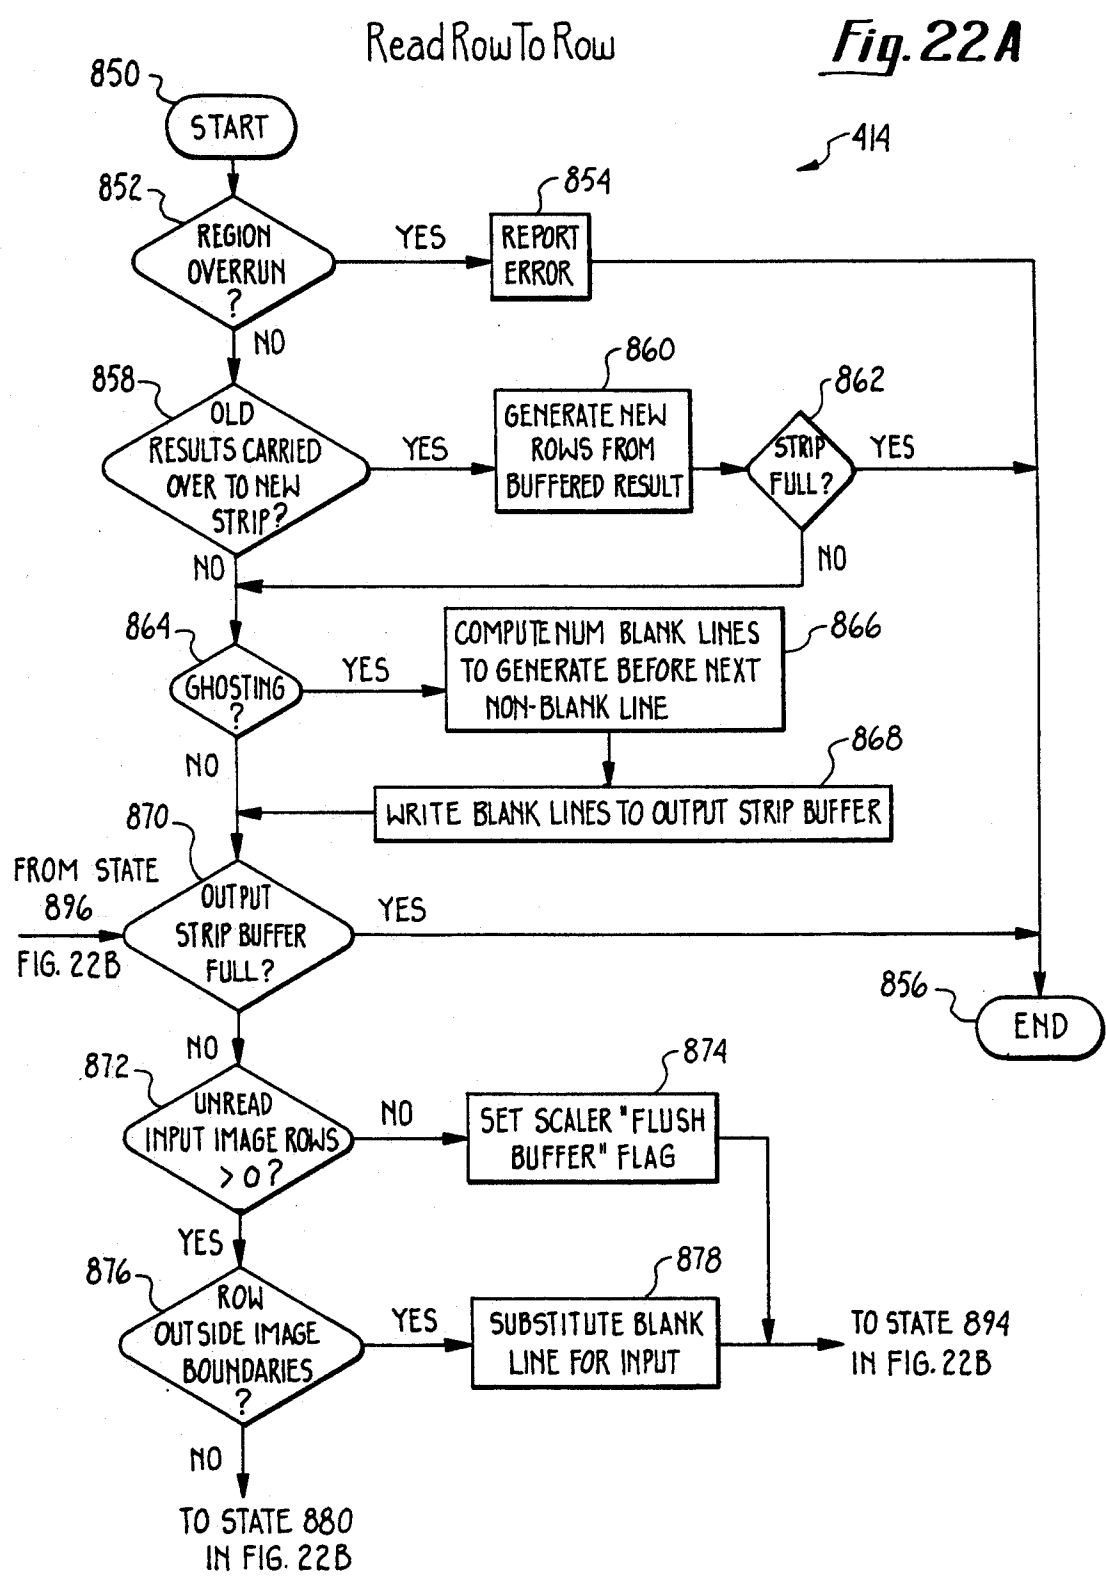 Read Row To Row
Fig. 22A
850
START
414
852
REGION
OVERRUN
?
YES
854
REPORT
ERROR
NO
858
OLD
RESULTS CARRIED
OVER TO NEW
STRIP?
YES
860
GENERATE NEW
ROWS FROM
BUFFERED RESULT
862
STRIP
FULL?
YES
NO
NO
864
GHOSTING
?
YES
866
COMPUTE NUM BLANK LINES
TO GENERATE BEFORE NEXT
NON-BLANK LINE
NO
868
WRITE BLANK LINES TO OUTPUT STRIP BUFFER
870
FROM STATE
896
FIG. 22B
OUTPUT
STRIP BUFFER
FULL?
YES
856
END
NO
872
UNREAD
INPUT IMAGE ROWS
> 0?
NO
874
SET SCALER "FLUSH
BUFFER" FLAG
YES
876
ROW
OUTSIDE IMAGE
BOUNDARIES
?
YES
878
SUBSTITUTE BLANK
LINE FOR INPUT
TO STATE 894
IN FIG. 22B
NO
TO STATE 880
IN FIG. 22B